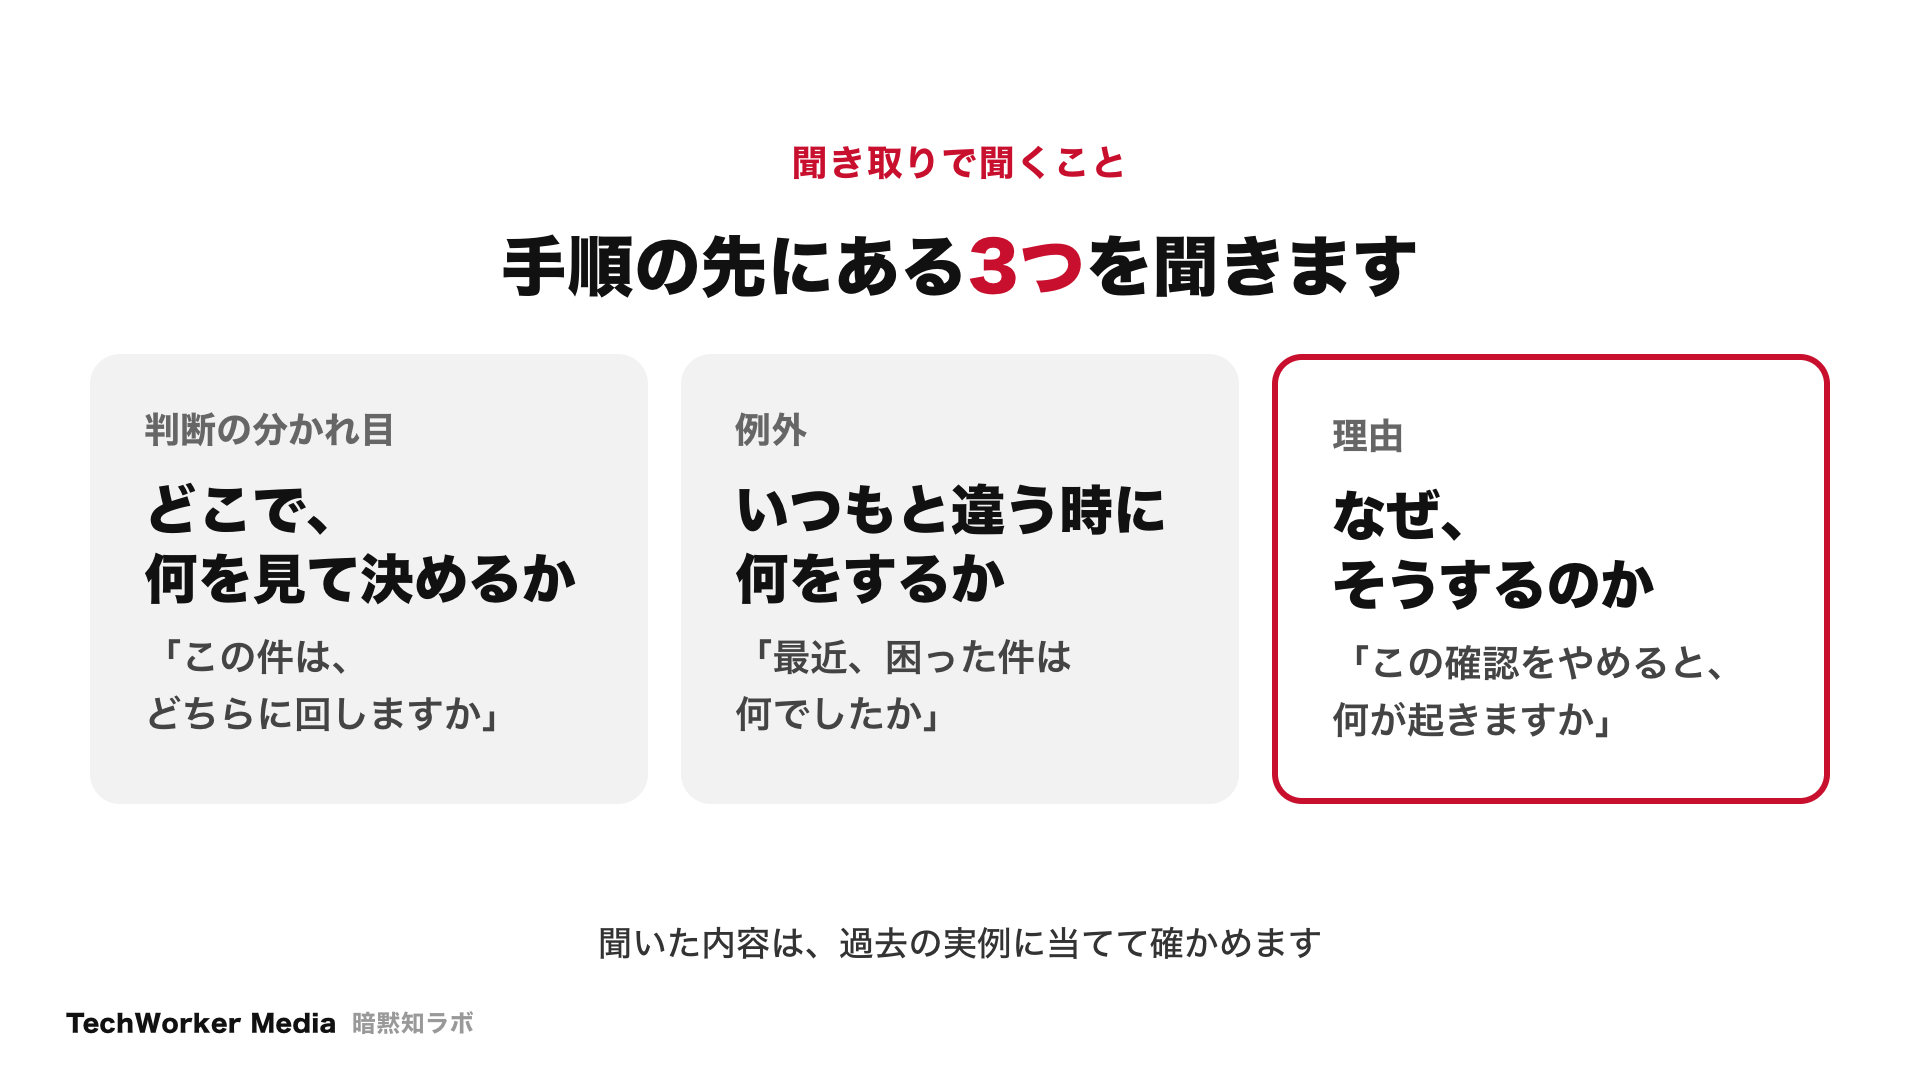 聞き取りで聞くこと
手順の先にある3つを聞きます
判断の分かれ目
どこで、
何を見て決めるか
「この件は、
どちらに回しますか」
例外
いつもと違う時に
何をするか
「最近、困った件は
何でしたか」
理由
なぜ、
そうするのか
「この確認をやめると、
何が起きますか」
聞いた内容は、過去の実例に当てて確かめます
TechWorker Media 暗黙知ラボ